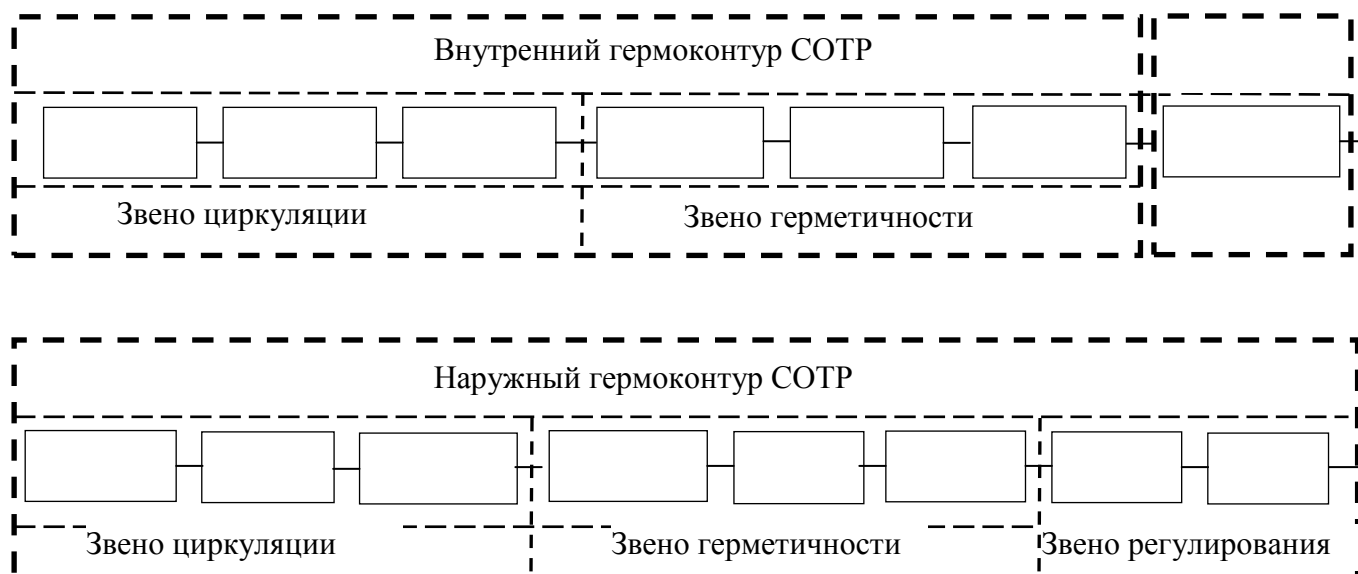 Внутренний гермоконтур СОТР
Звено циркуляции
Звено герметичности
Наружный гермоконтур СОТР
Звено циркуляции
Звено герметичности
Звено регулирования